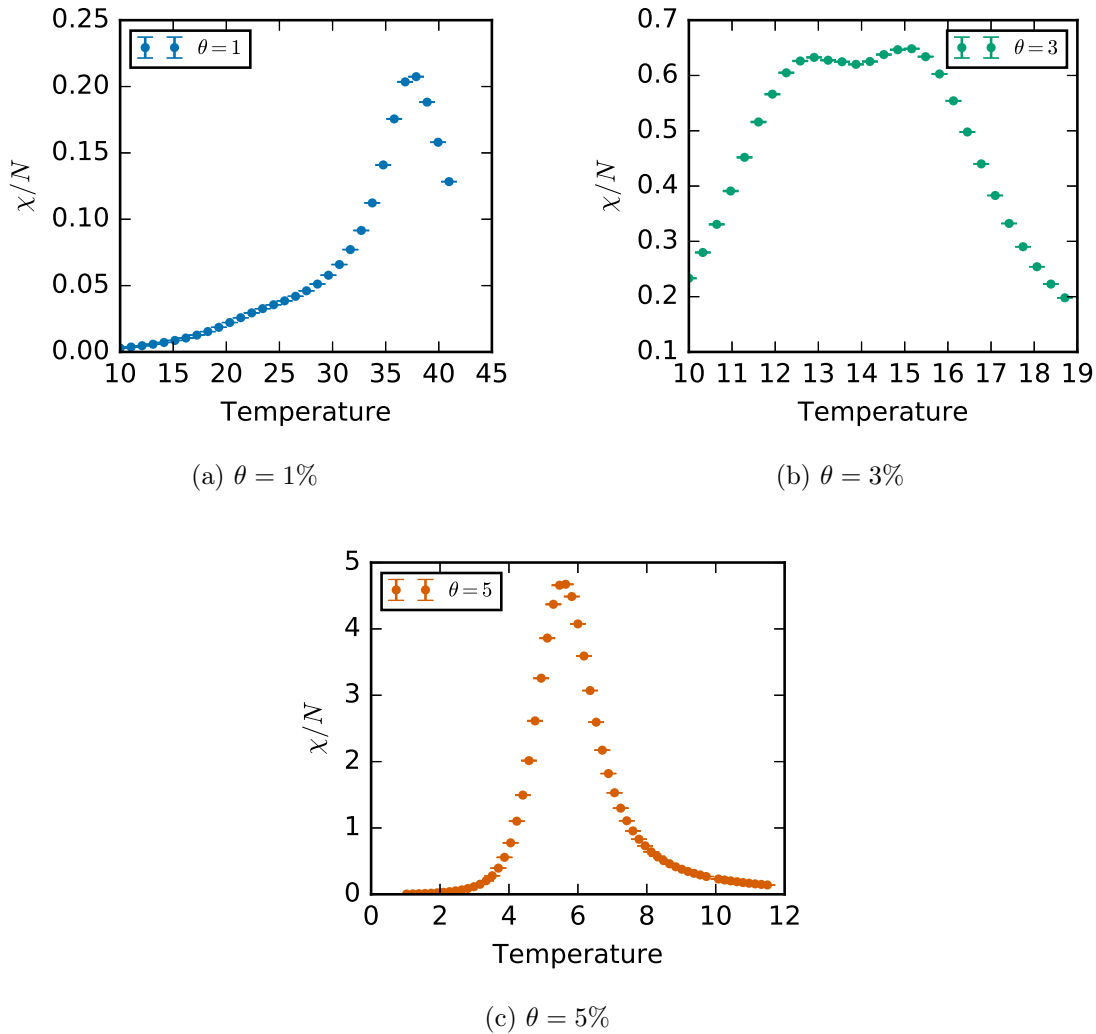 0.25
0.20
0.15
0.10
0.05
0.00
χ/N
θ = 1
10 15 20 25 30 35 40 45
Temperature
(a) θ = 1%
0.7
0.6
0.5
0.4
0.3
0.2
0.1
χ/N
θ = 3
10 11 12 13 14 15 16 17 18 19
Temperature
(b) θ = 3%
5
4
3
2
1
0
χ/N
θ = 5
0 2 4 6 8 10 12
Temperature
(c) θ = 5%